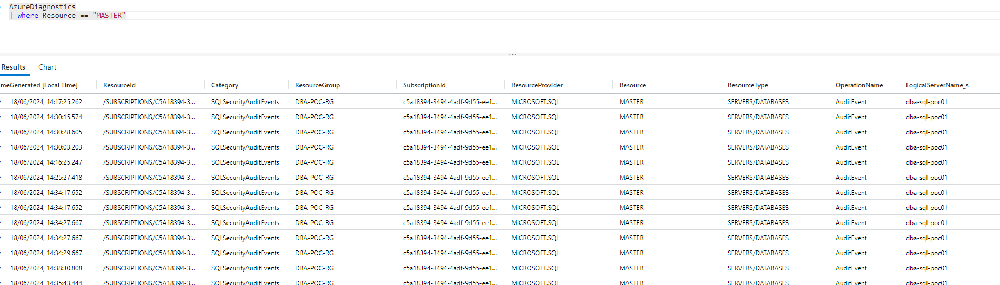 AzureDiagnostics
| where Resource == "MASTER"
...
Results Chart
meGenerated [Local Time] ResourceId Category ResourceGroup SubscriptionId ResourceProvider Resource ResourceType OperationName LogicalServerName_s
18/06/2024, 14:17:25.262 /SUBSCRIPTIONS/C5A18394-3... SQLSecurityAuditEvents DBA-POC-RG c5a18394-3494-4adf-9d55-ee1... MICROSOFT.SQL MASTER SERVERS/DATABASES AuditEvent dba-sql-poc01
18/06/2024, 14:30:15.574 /SUBSCRIPTIONS/C5A18394-3... SQLSecurityAuditEvents DBA-POC-RG c5a18394-3494-4adf-9d55-ee1... MICROSOFT.SQL MASTER SERVERS/DATABASES AuditEvent dba-sql-poc01
18/06/2024, 14:30:28.605 /SUBSCRIPTIONS/C5A18394-3... SQLSecurityAuditEvents DBA-POC-RG c5a18394-3494-4adf-9d55-ee1... MICROSOFT.SQL MASTER SERVERS/DATABASES AuditEvent dba-sql-poc01
18/06/2024, 14:30:03.203 /SUBSCRIPTIONS/C5A18394-3... SQLSecurityAuditEvents DBA-POC-RG c5a18394-3494-4adf-9d55-ee1... MICROSOFT.SQL MASTER SERVERS/DATABASES AuditEvent dba-sql-poc01
18/06/2024, 14:16:25.247 /SUBSCRIPTIONS/C5A18394-3... SQLSecurityAuditEvents DBA-POC-RG c5a18394-3494-4adf-9d55-ee1... MICROSOFT.SQL MASTER SERVERS/DATABASES AuditEvent dba-sql-poc01
18/06/2024, 14:25:27.418 /SUBSCRIPTIONS/C5A18394-3... SQLSecurityAuditEvents DBA-POC-RG c5a18394-3494-4adf-9d55-ee1... MICROSOFT.SQL MASTER SERVERS/DATABASES AuditEvent dba-sql-poc01
18/06/2024, 14:34:17.652 /SUBSCRIPTIONS/C5A18394-3... SQLSecurityAuditEvents DBA-POC-RG c5a18394-3494-4adf-9d55-ee1... MICROSOFT.SQL MASTER SERVERS/DATABASES AuditEvent dba-sql-poc01
18/06/2024, 14:34:17.652 /SUBSCRIPTIONS/C5A18394-3... SQLSecurityAuditEvents DBA-POC-RG c5a18394-3494-4adf-9d55-ee1... MICROSOFT.SQL MASTER SERVERS/DATABASES AuditEvent dba-sql-poc01
18/06/2024, 14:34:27.667 /SUBSCRIPTIONS/C5A18394-3... SQLSecurityAuditEvents DBA-POC-RG c5a18394-3494-4adf-9d55-ee1... MICROSOFT.SQL MASTER SERVERS/DATABASES AuditEvent dba-sql-poc01
18/06/2024, 14:34:27.667 /SUBSCRIPTIONS/C5A18394-3... SQLSecurityAuditEvents DBA-POC-RG c5a18394-3494-4adf-9d55-ee1... MICROSOFT.SQL MASTER SERVERS/DATABASES AuditEvent dba-sql-poc01
18/06/2024, 14:34:29.667 /SUBSCRIPTIONS/C5A18394-3... SQLSecurityAuditEvents DBA-POC-RG c5a18394-3494-4adf-9d55-ee1... MICROSOFT.SQL MASTER SERVERS/DATABASES AuditEvent dba-sql-poc01
18/06/2024, 14:38:30.808 /SUBSCRIPTIONS/C5A18394-3... SQLSecurityAuditEvents DBA-POC-RG c5a18394-3494-4adf-9d55-ee1... MICROSOFT.SQL MASTER SERVERS/DATABASES AuditEvent dba-sql-poc01
18/06/2024, 14:35:43.444 /SUBSCRIPTIONS/C5A18394-3... SQLSecurityAuditEvents DBA-POC-RG c5a18394-3494-4adf-9d55-ee1... MICROSOFT.SQL MASTER SERVERS/DATABASES AuditEvent dba-sql-poc01